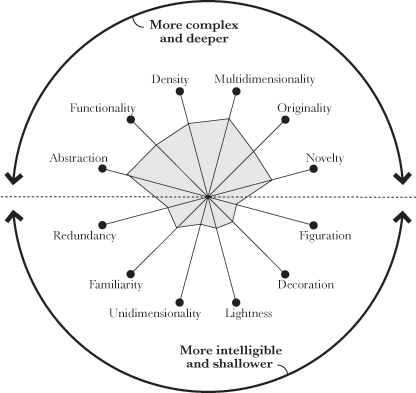 More complex
and deeper
Density
Multidimensionality
Functionality
Originality
Abstraction
Novelty
Redundancy
Figuration
Familiarity
Decoration
Unidimensionality
Lightness
More intelligible
and shallower